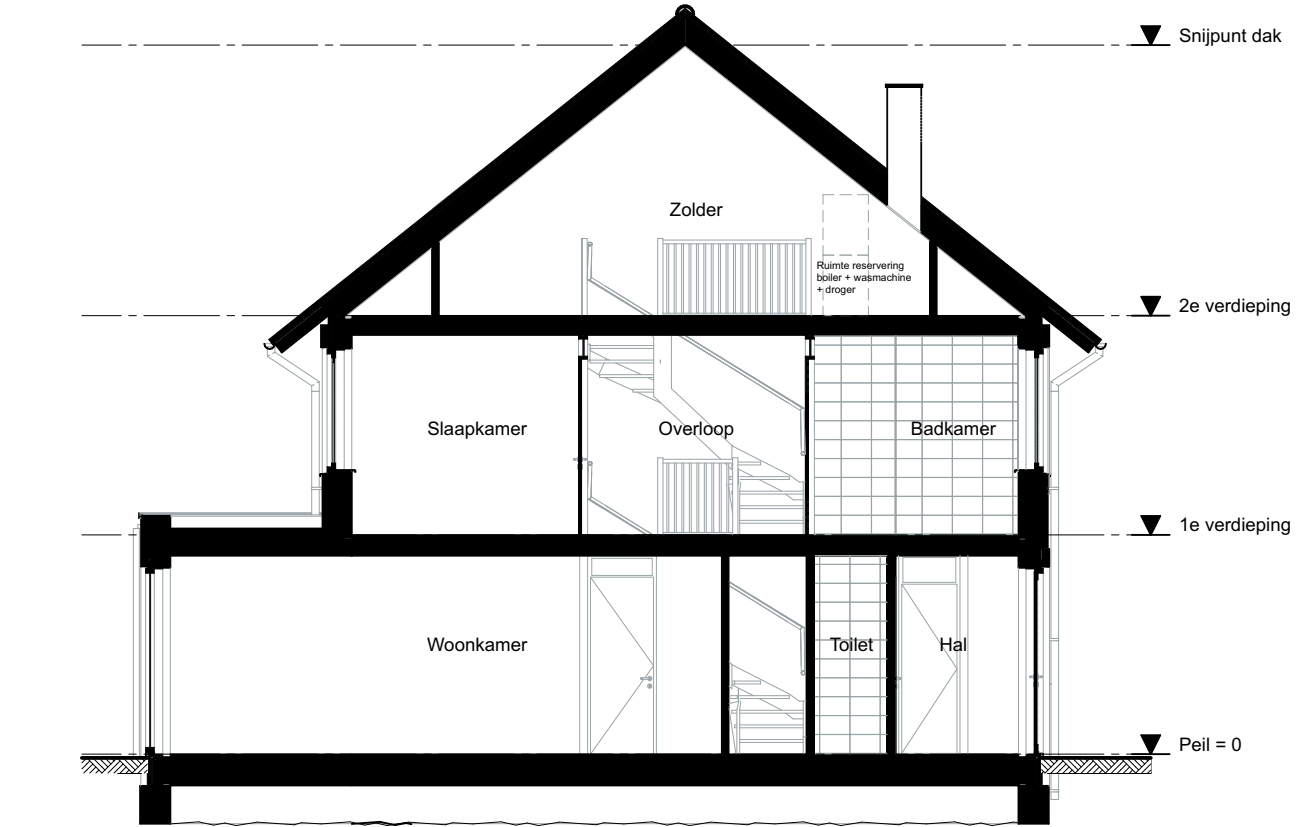 Snijpunt dak
Zolder
Ruimte reservering
boiler + wasmachine
+ droger
2e verdieping
Slaapkamer
Overloop
Badkamer
1e verdieping
Woonkamer
Toilet
Hal
Peil = 0